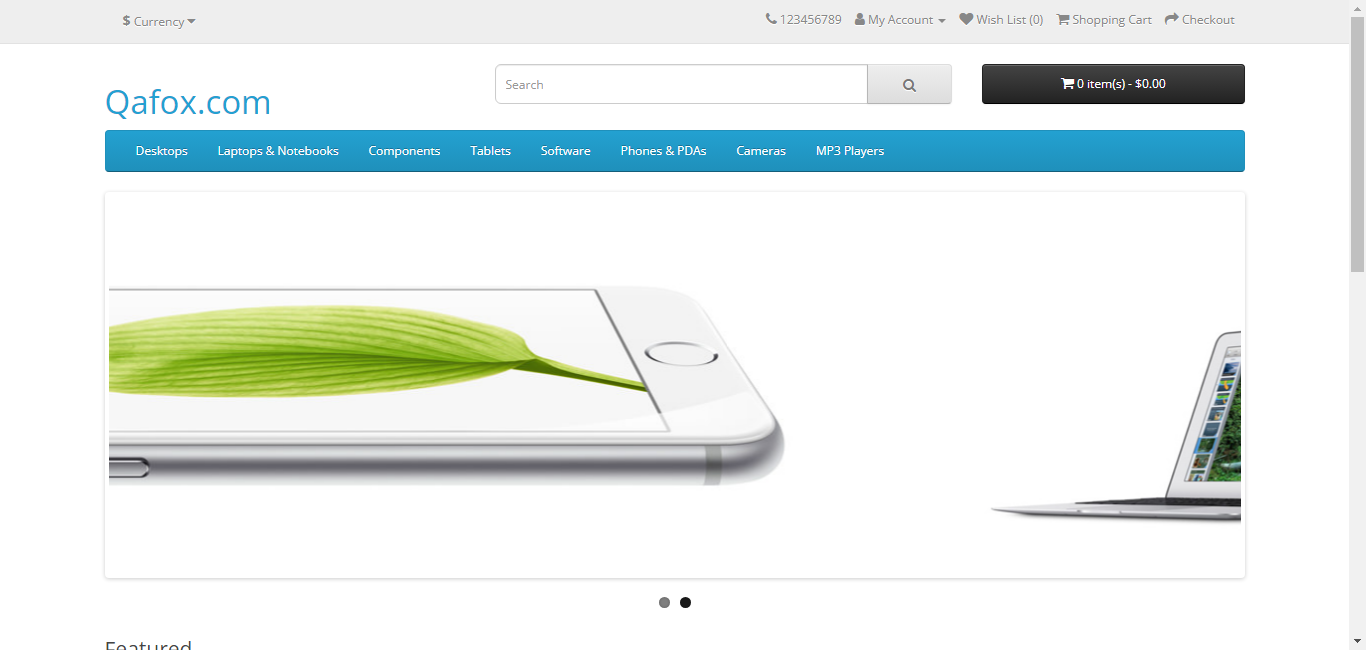 $ Currency
123456789 My Account Wish List (0) Shopping Cart Checkout
Qafox.com
Search
0 item(s) - $0.00
Desktops Laptops & Notebooks Components Tablets Software Phones & PDAs Cameras MP3 Players
Featured